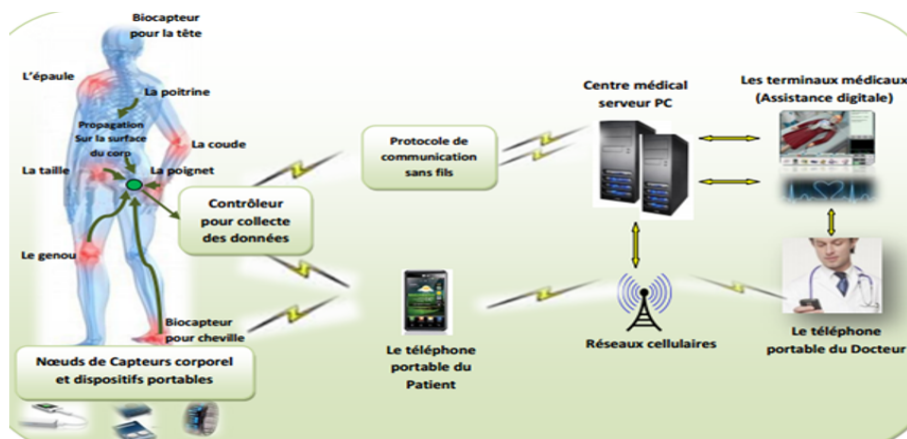 Biocapteur
pour la tête
L'épaule
La poitrine
Propagation
Sur la surface
du corp
La coude
La taille
La poignet
Contrôleur
pour collecte
des données
Le genou
Biocapteur
pour cheville
Nœuds de Capteurs corporel
et dispositifs portables
Protocole de
communication
sans fils
Le téléphone
portable du
Patient
Centre médical
serveur PC
Les terminaux médicaux
(Assistance digitale)
Réseaux cellulaires
Le téléphone
portable du Docteur